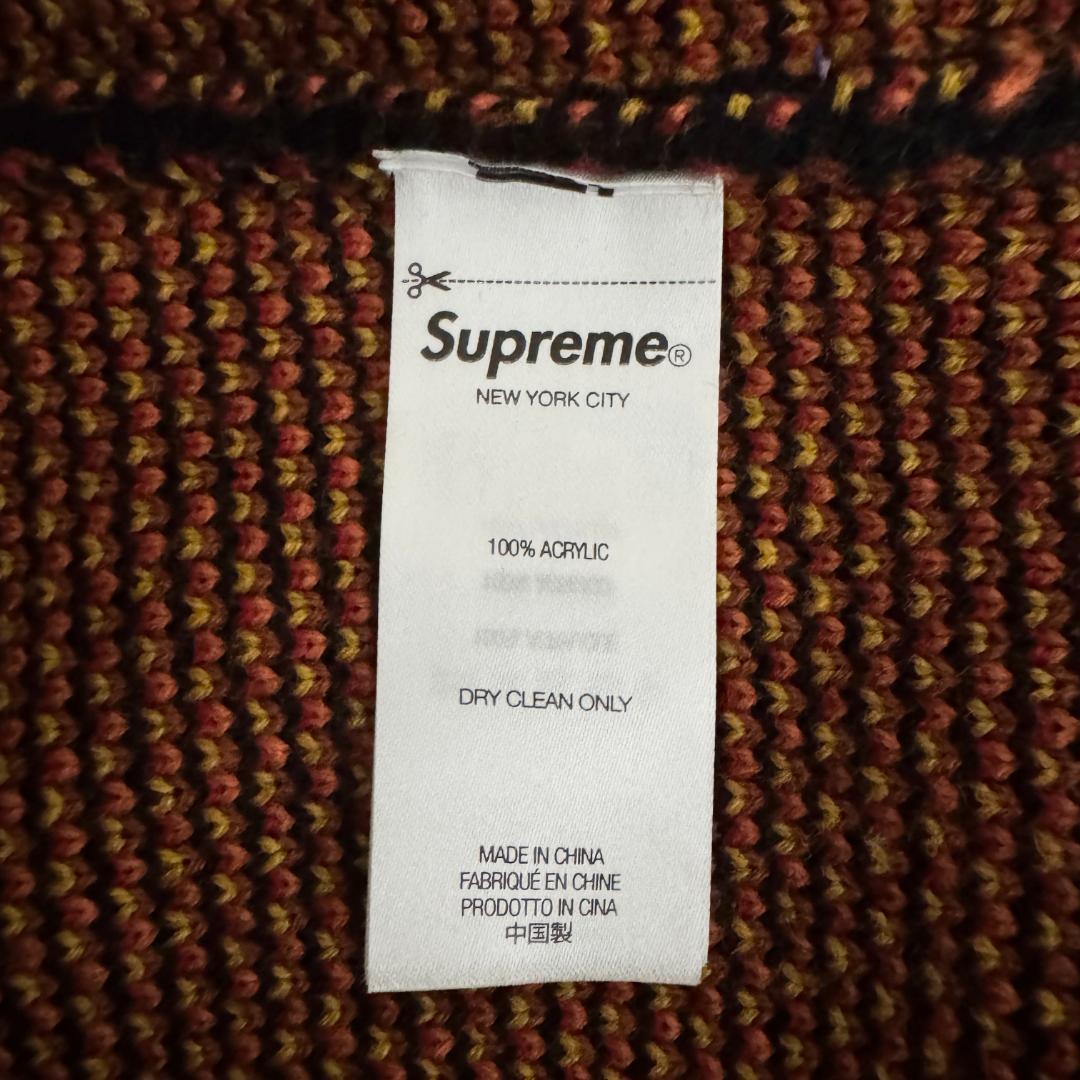 Supreme®
NEW YORK CITY
100% ACRYLIC
DRY CLEAN ONLY
MADE IN CHINA
FABRIQUÉ EN CHINE
PRODOTTO IN CINA
中国製